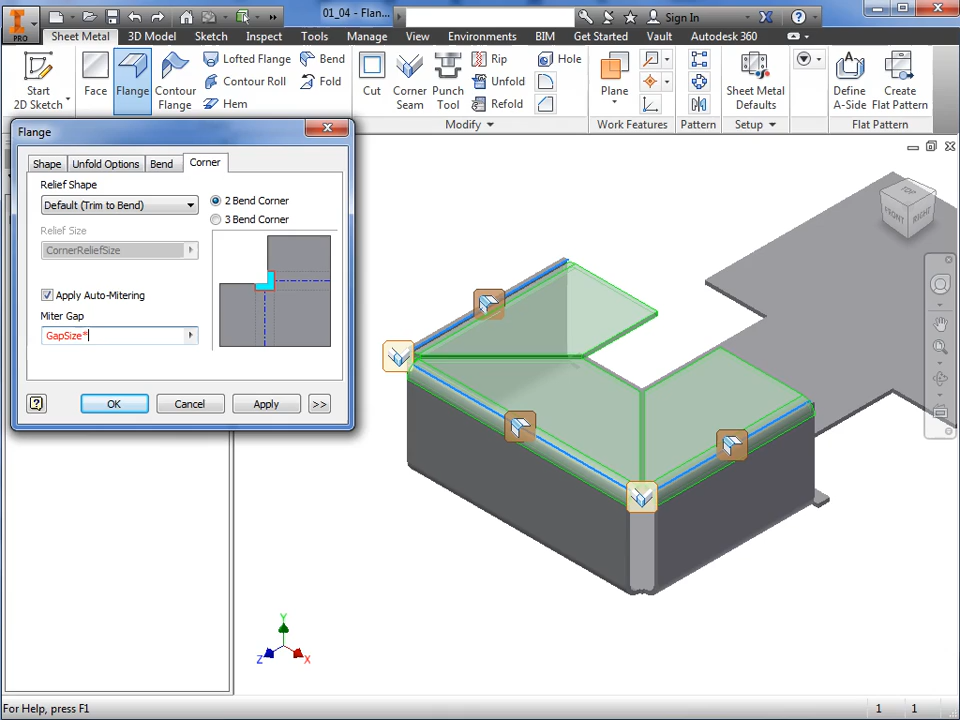 PRO
01_04 - Flan...
Sign In
Sheet Metal
3D Model
Sketch
Inspect
Tools
Manage
View
Environments
BIM
Get Started
Vault
Autodesk 360
Start
2D Sketch
Face
Flange
Contour
Flange
Lofted Flange
Contour Roll
Hem
Bend
Fold
Cut
Corner
Seam
Punch
Tool
Rip
Unfold
Refold
Hole
Plane
Sheet Metal
Defaults
Define
A-Side
Create
Flat Pattern
Modify
Work Features
Pattern
Setup
Flat Pattern
Flange
Shape
Unfold Options
Bend
Corner
Relief Shape
Default (Trim to Bend)
Relief Size
CornerReliefSize
2 Bend Corner
3 Bend Corner
Apply Auto-Mitering
Miter Gap
GapSize*
OK
Cancel
Apply
>>
TOP
FRONT
RIGHT
Y
Z
X
For Help, press F1
1
1